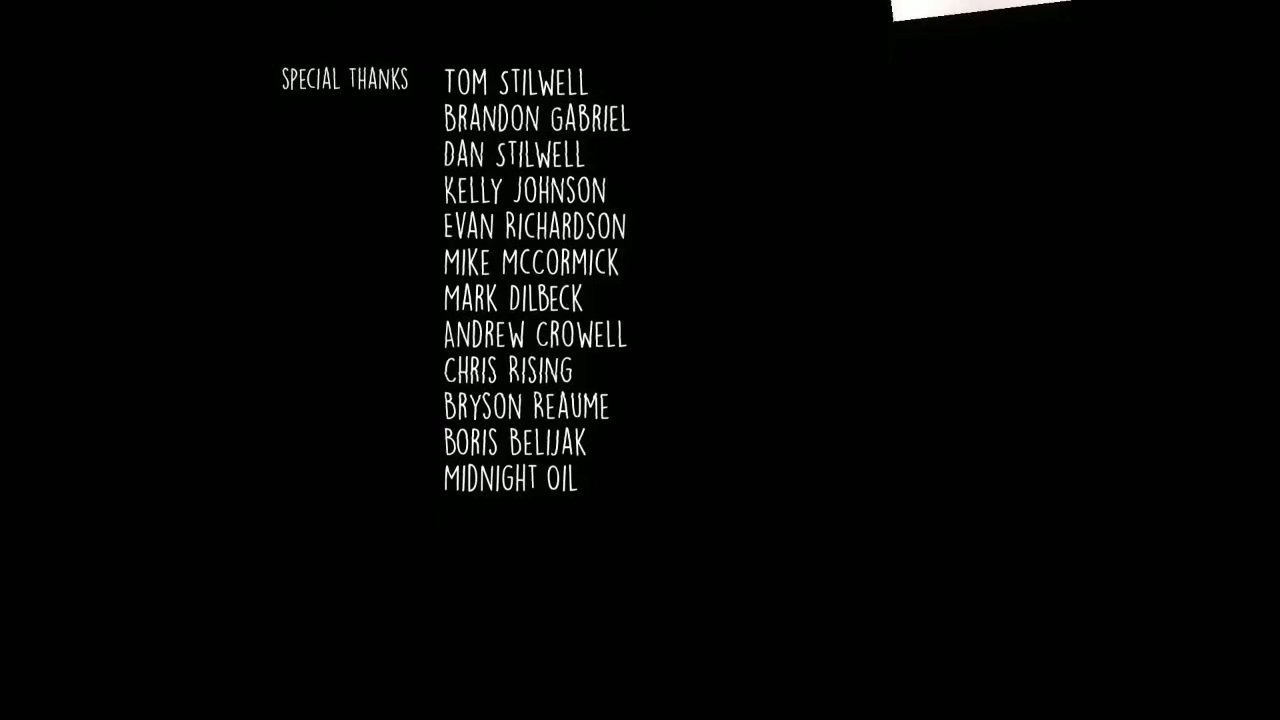 SPECIAL THANKS TOM STILWELL
BRANDON GABRIEL
DAN STILWELL
KELLY JOHNSON
EVAN RICHARDSON
MIKE MCCORMICK
MARK DILBECK
ANDREW CROWELL
CHRIS RISING
BRYSON REAUME
BORIS BELIJAK
MIDNIGHT OIL